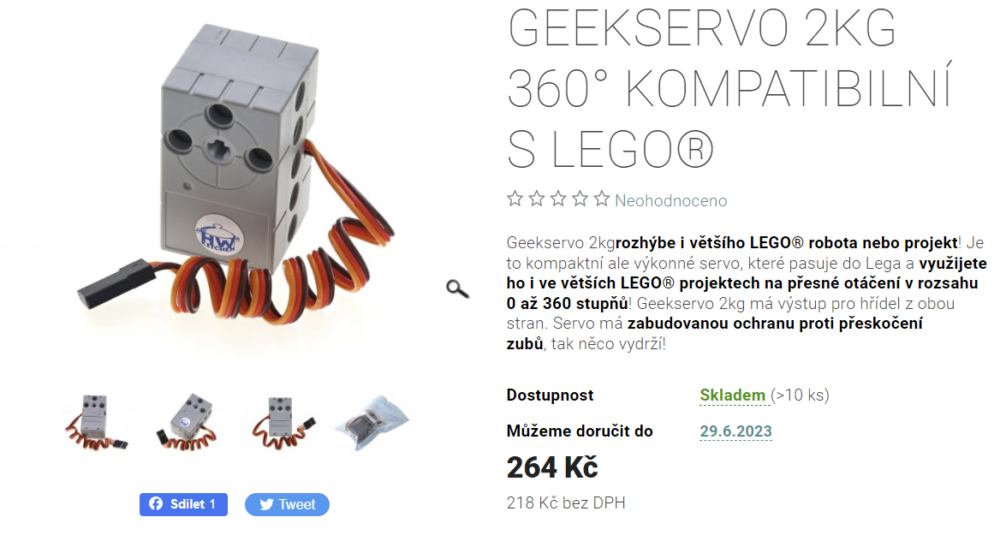 GEEKSERVO 2KG
360° KOMPATIBILNÍ
S LEGO®
Neohodnoceno
Geekservo 2kgrozhýbe i většího LEGO® robota nebo projekt! Je
to kompaktní ale výkonné servo, které pasuje do Lega a využijete
ho i ve větších LEGO® projektech na přesné otáčení v rozsahu
0 až 360 stupňů! Geekservo 2kg má výstup pro hřídel z obou
stran. Servo má zabudovanou ochranu proti přeskočení
zubů, tak něco vydrží!
Dostupnost Skladem (>10 ks)
Můžeme doručit do 29.6.2023
264 Kč
218 Kč bez DPH
HW
KITCHEN
Sdílet 1 Tweet